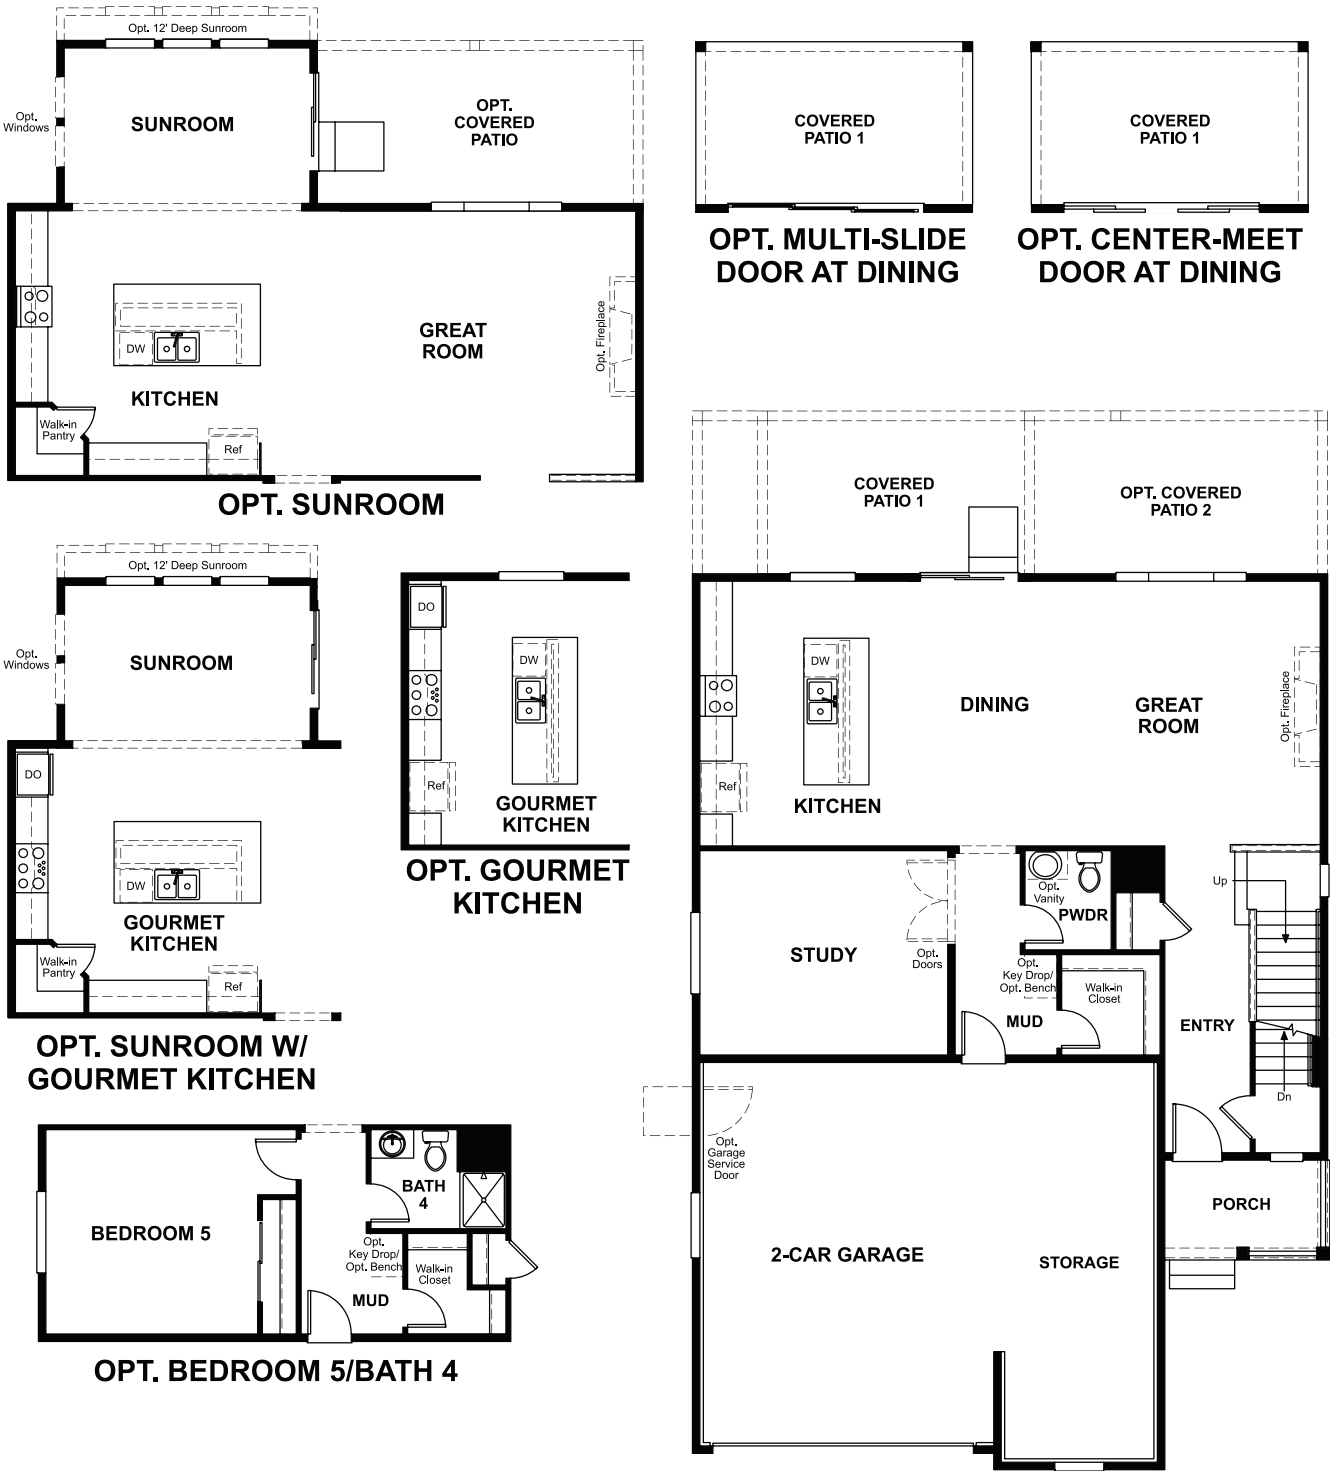 Opt. 12' Deep Sunroom
Opt.
Windows
SUNROOM
OPT.
COVERED
PATIO
GREAT
ROOM
Opt. Fireplace
DW
KITCHEN
Walk-in
Pantry
Ref
OPT. SUNROOM
COVERED
PATIO 1
OPT. MULTI-SLIDE
DOOR AT DINING
COVERED
PATIO 1
OPT. CENTER-MEET
DOOR AT DINING
Opt. 12' Deep Sunroom
Opt.
Windows
SUNROOM
DO
DW
GOURMET
KITCHEN
Walk-in
Pantry
Ref
OPT. SUNROOM W/
GOURMET KITCHEN
DO
DW
Ref
GOURMET
KITCHEN
OPT. GOURMET
KITCHEN
BEDROOM 5
BATH
4
Opt.
Key Drop/
Opt. Bench
Walk-in
Closet
MUD
OPT. BEDROOM 5/BATH 4
COVERED
PATIO 1
OPT. COVERED
PATIO 2
DW
DINING
GREAT
ROOM
Opt. Fireplace
Ref
KITCHEN
Opt.
Vanity
PWDR
Up
STUDY
Opt.
Doors
Opt.
Key Drop/
Opt. Bench
Walk-in
Closet
MUD
ENTRY
Dn
Opt.
Garage
Service
Door
PORCH
2-CAR GARAGE
STORAGE